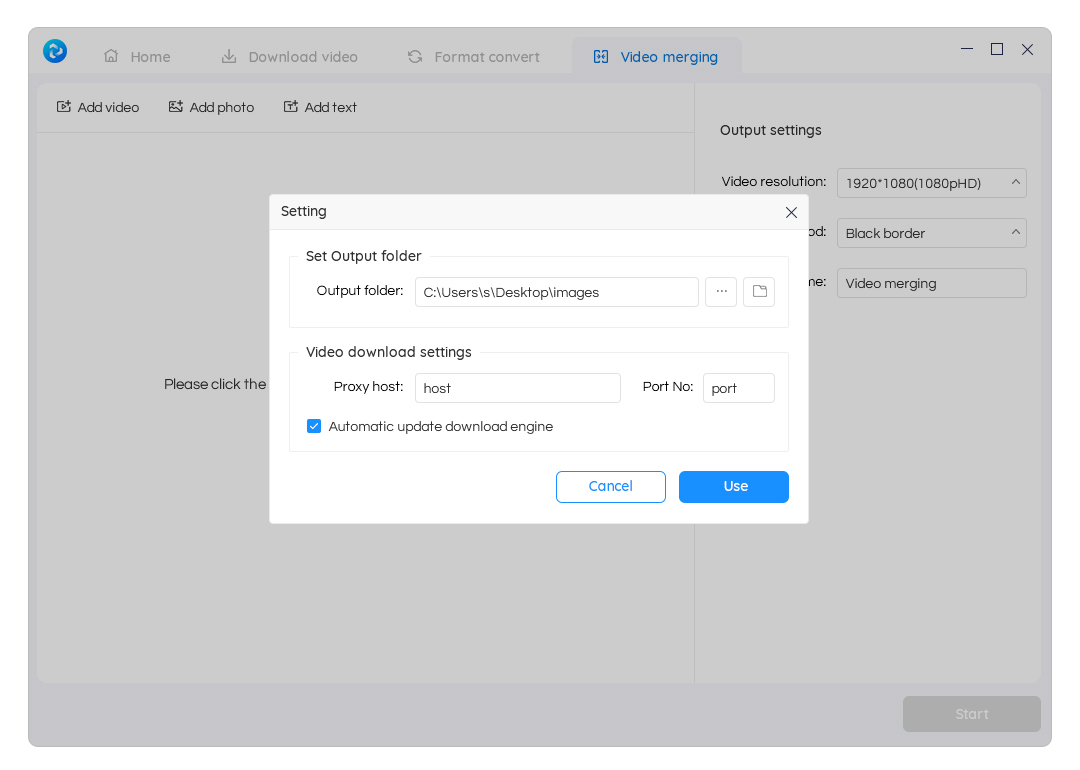 Home
Download video
Format convert
Video merging
Add video
Add photo
Add text
Output settings
Video resolution:
1920*1080(1080pHD)
Black border
Video merging
Please click the
Setting
Set Output folder
Output folder:
C:\Users\s\Desktop\images
...
Video download settings
Proxy host:
host
Port No:
port
Automatic update download engine
Cancel
Use
Start